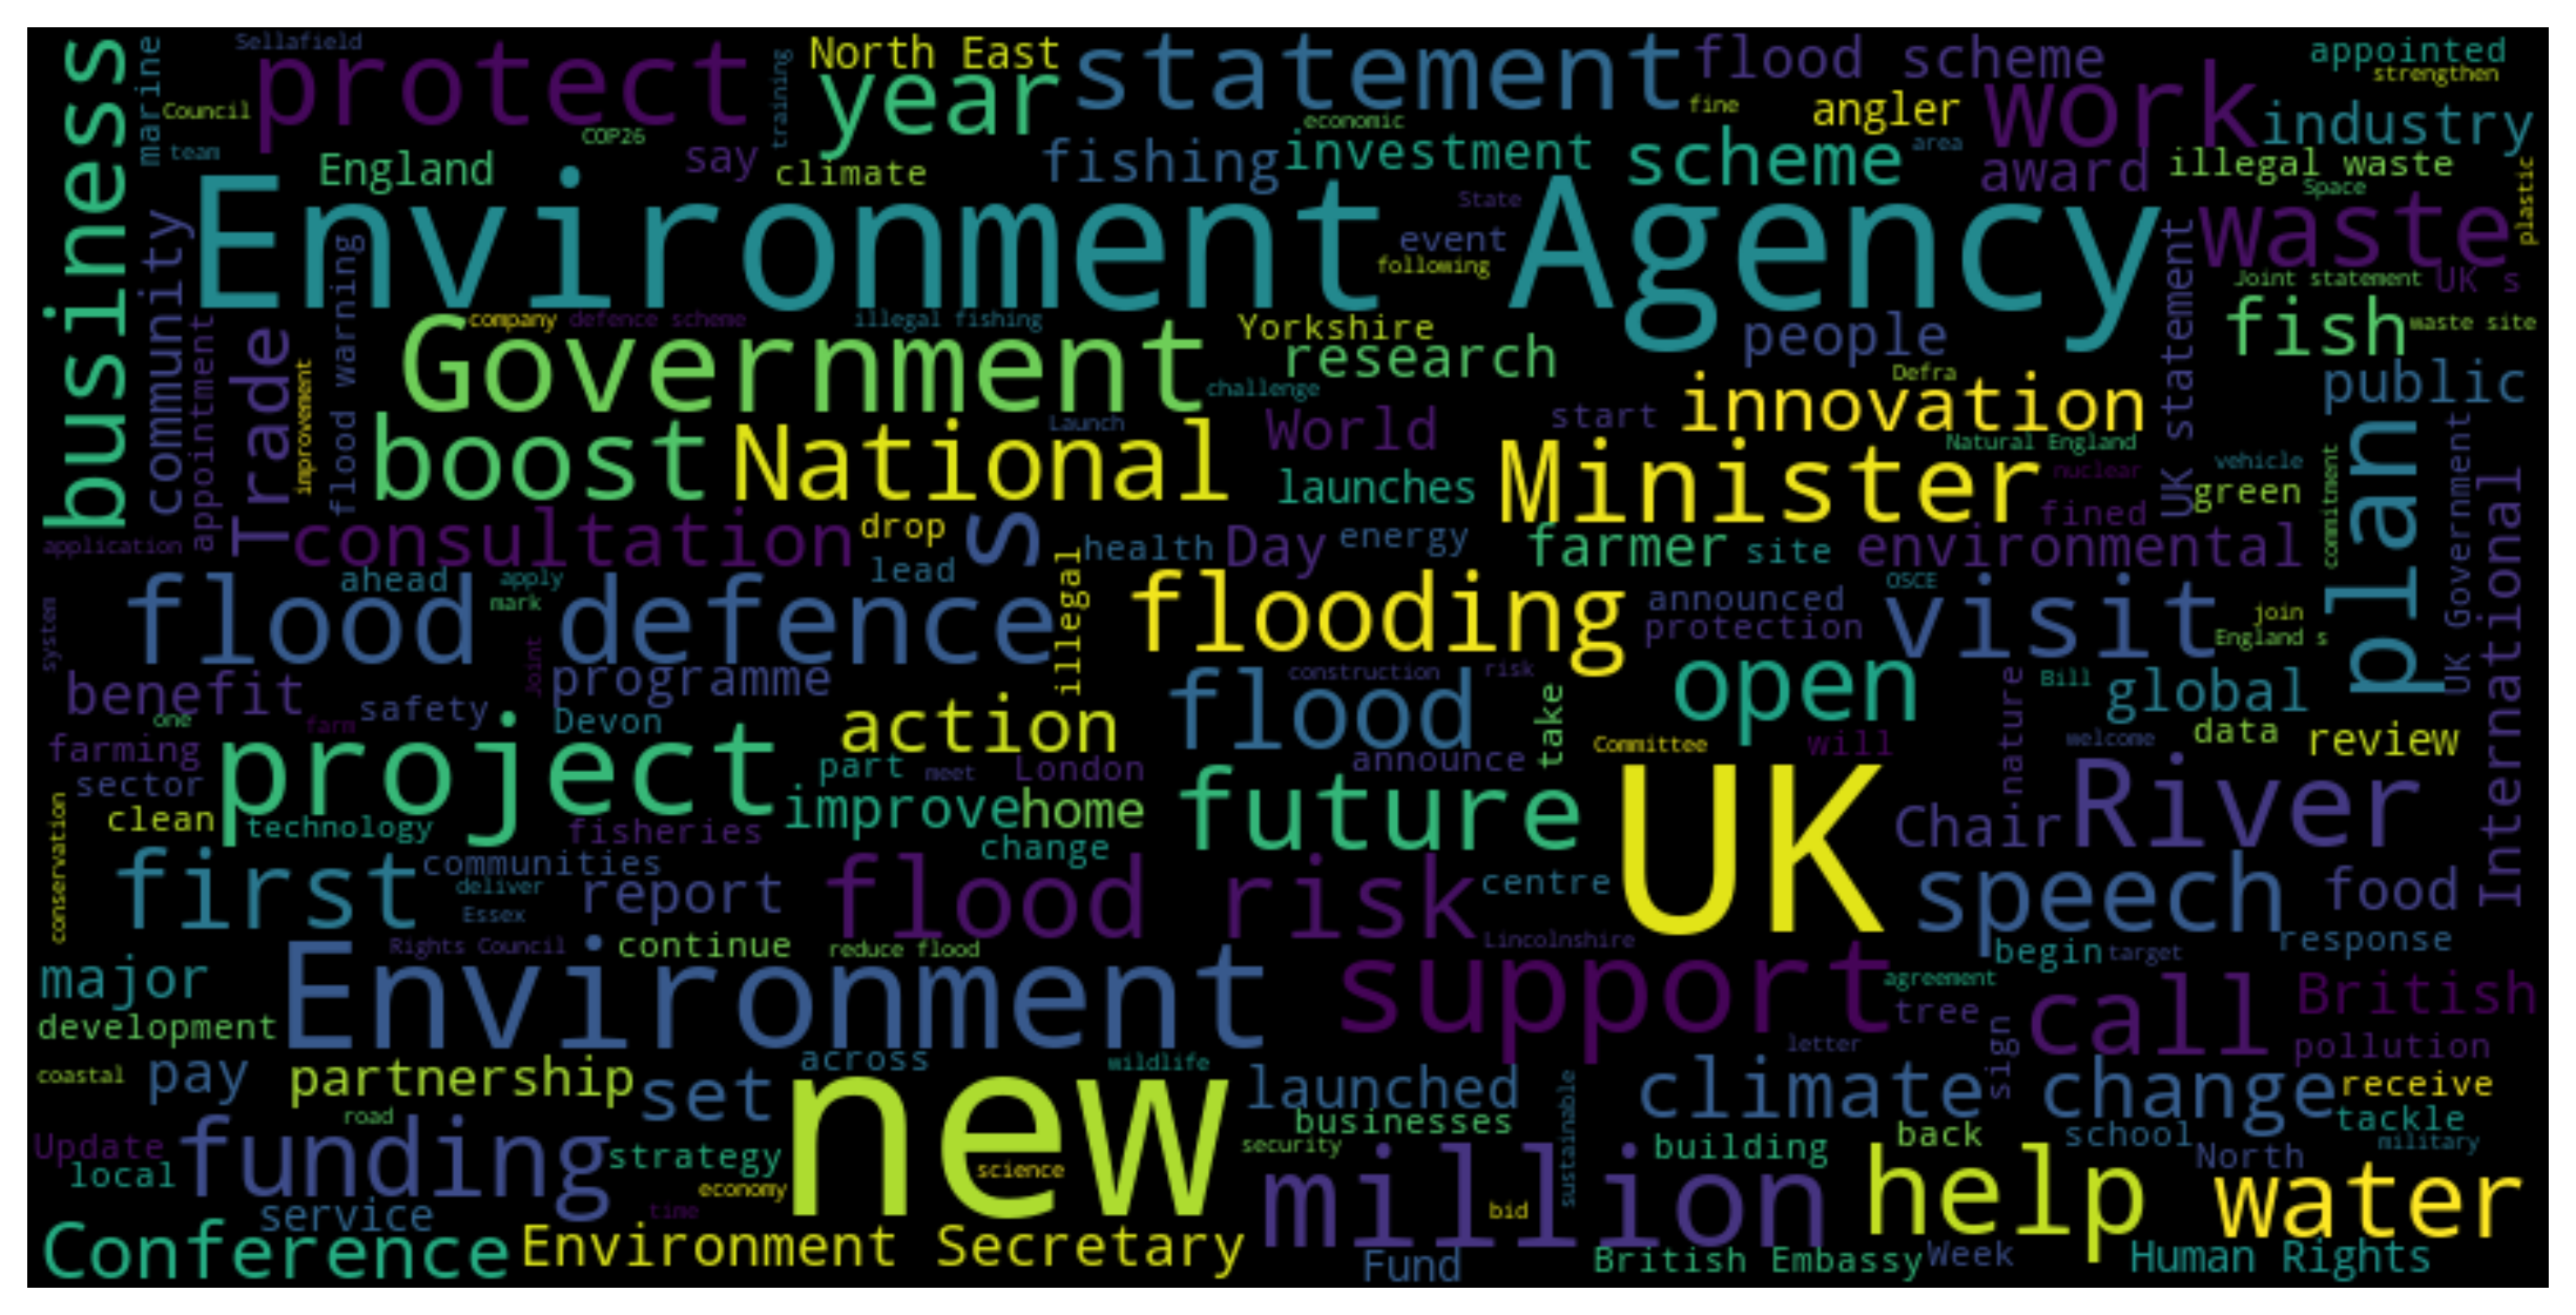 business
marine
Sellafield
Council
team
protect
training
COP26
North East
year
statement
flood scheme
fine
economic
angler
work
appointed
strengthen
industry
England
say
climate
fishing
investment
scheme
area
award
illegal waste
Space
plastic
Environment Agency
State
event
following
waste
community
flood warning
UK statement
Joint statement
UK s
company
defence scheme
illegal fishing
Government
Yorkshire
research
challenge
people
fish
waste site
Trade
appointment
improvement
Defra
public
boost
National
Launch
World
launches
start
innovation
Minister
Natural England
nuclear
vehicle
green
commitment
plan
UK Government
International
application
consultation
drop
s
health
Day
energy
farmer
site
fined
environmental
ahead
apply
mark
lead
illegal
flood defence
flooding
announced
protection
OSCE
visit
join
England s
system
Joint
benefit
programme
safety
one
farm
Devon
construction
risk
flood
open
nature
Bill
global
action
take
Committee
will
welcome
data
review
farming
sector
project
part
meet
London
announce
conservation
clean
technology
fisheries
improve
home
future
UK
Chair
River
change
first
communities
deliver
Essex
report
flood risk
centre
speech
food
Rights Council
continue
reduce flood
Lincolnshire
begin
target
response
major
development
Environment
support
agreement
tree
call
British
pollution
letter
sign
coastal
pay
partnership
set
across
wildlife
new
launched
businesses
sustainable
climate change
receive
tackle
military
road
Update
local
funding
strategy
science
economy
security
building
back
school
North
million
help
water
service
time
bid
Conference
Environment Secretary
Fund
British Embassy
Week
Human Rights